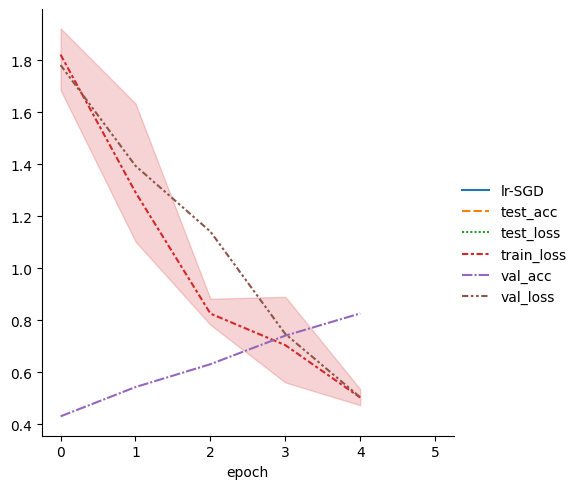 1.8
1.6
1.4
1.2
1.0
0.8
0.6
0.4
0 1 2 3 4 5
epoch
lr-SGD
test_acc
test_loss
train_loss
val_acc
val_loss